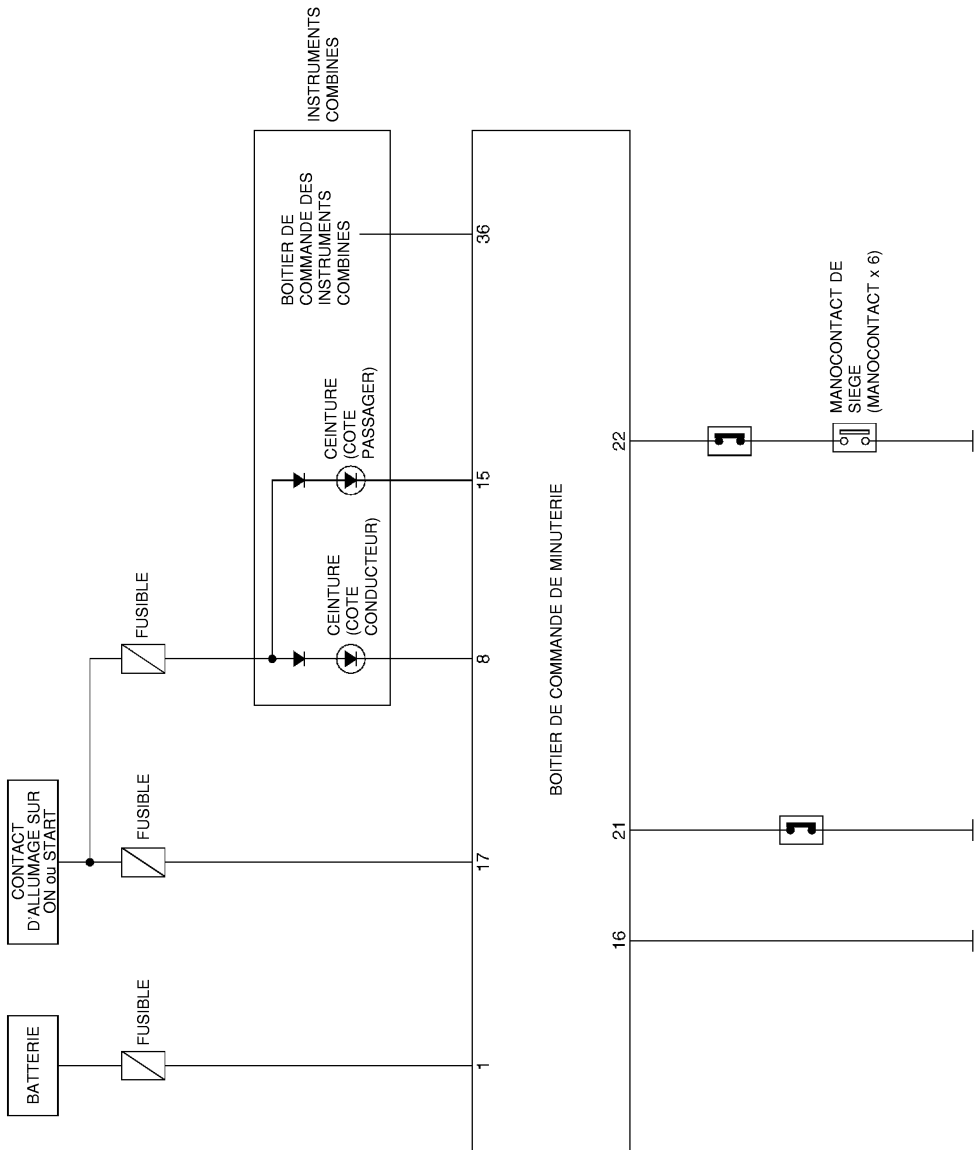 BATTERIE
CONTACT
D'ALLUMAGE SUR
ON ou START
FUSIBLE
FUSIBLE
FUSIBLE
INSTRUMENTS
COMBINES
CEINTURE
(COTE
CONDUCTEUR)
CEINTURE
(COTE
PASSAGER)
BOITIER DE
COMMANDE DES
INSTRUMENTS
COMBINES
1
17
8
15
36
BOITIER DE COMMANDE DE MINUTERIE
16
21
22
MANOCONTACT DE
SIEGE
(MANOCONTACT x 6)